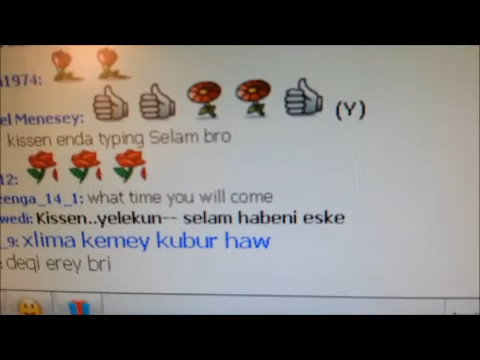 1974:
el Menesey: (Y)
kissen enda typing Selam bro
12:
enga_14_1: what time you will come
wedi: Kissen..yelekun-- selam habeni eske
_9: xlima kemey kubur haw
: deqi erey bri